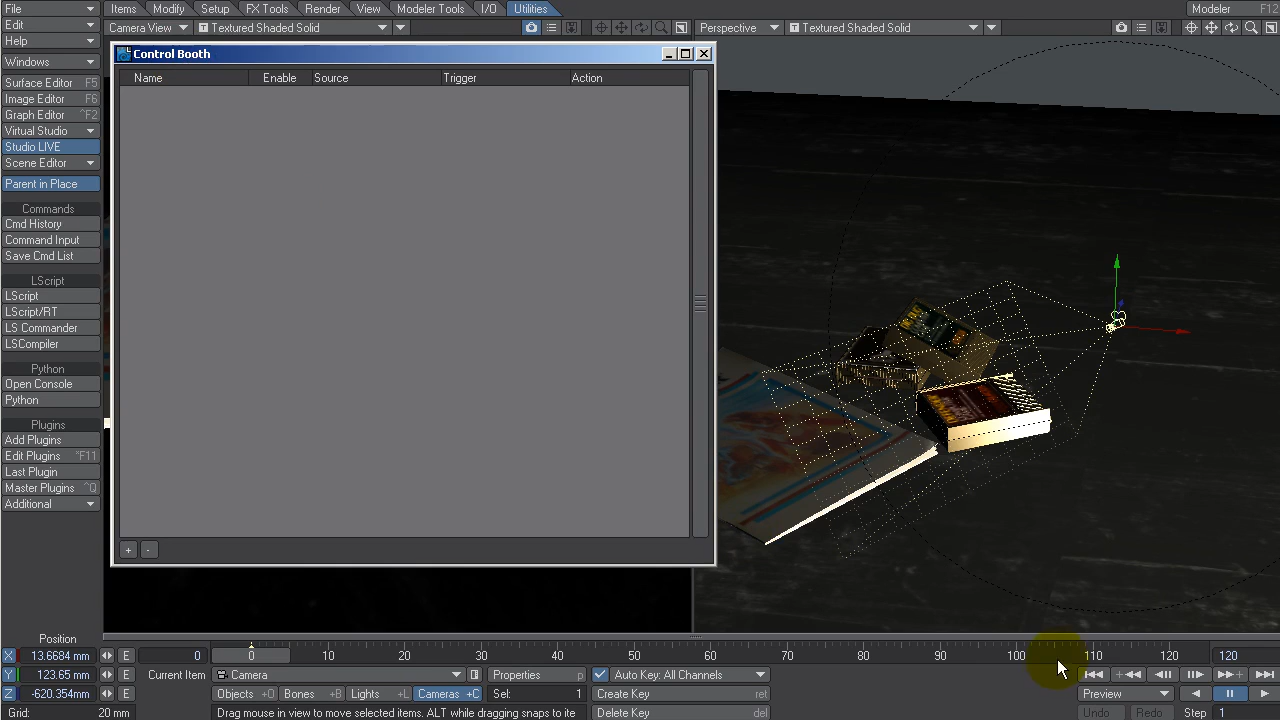 File
Items Modify Setup FX Tools Render View Modeler Tools I/O Utilities Modeler F12
Edit
Camera View Textured Shaded Solid Perspective Textured Shaded Solid
Help
Windows
Control Booth
Name Enable Source Trigger Action
Surface Editor F5
Image Editor F6
Graph Editor ^F2
Virtual Studio
Studio LIVE
Scene Editor
Parent in Place
Commands
Cmd History
Command Input
Save Cmd List
LScript
LScript
LScript/RT
LS Commander
LSCompiler
Python
Open Console
Python
Plugins
Add Plugins
Edit Plugins ^F11
Last Plugin
Master Plugins ^Q
Additional
+ -
Position
X 13.6684 mm E 0 0 10 20 30 40 50 60 70 80 90 100 110 120 120
Y 123.65 mm E Current Item Camera Properties p Auto Key: All Channels
Z -620.354mm E Objects +O Bones +B Lights +L Cameras +C Sel: 1 Create Key ret Preview
Grid: 20 mm Drag mouse in view to move selected items. ALT while dragging snaps to ite Delete Key del Undo Redo Step 1